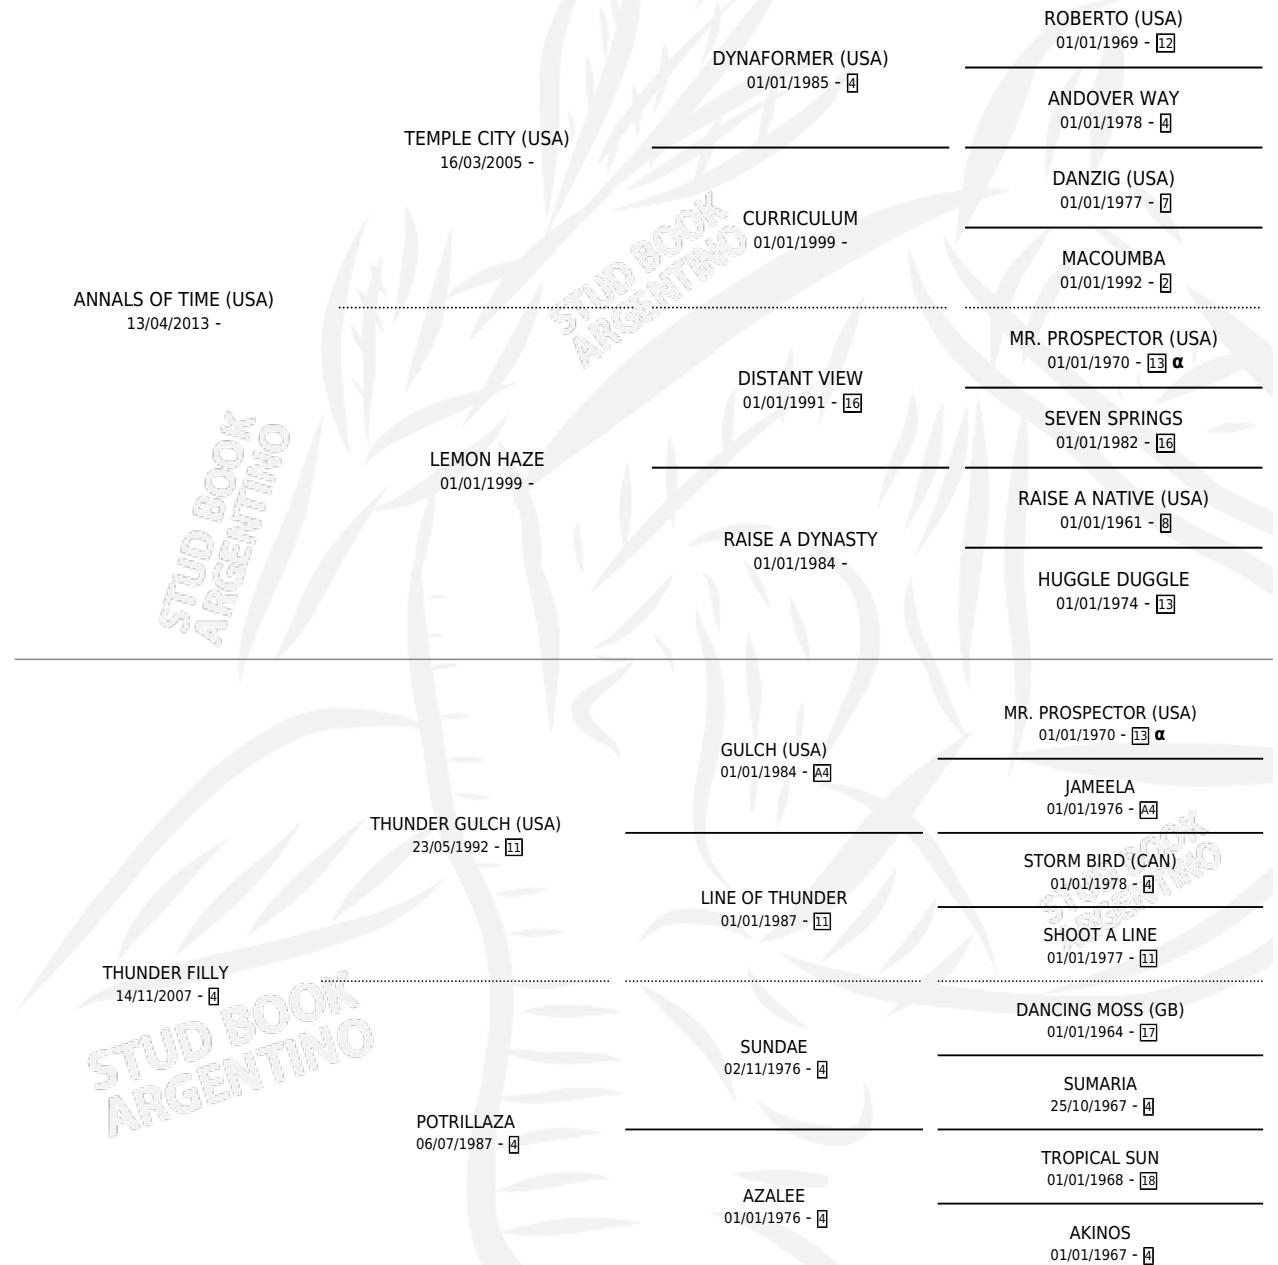 ROBERTO (USA)
01/01/1969 - 12
DYNAFORMER (USA)
01/01/1985 - 4
ANDOVER WAY
01/01/1978 - 4
TEMPLE CITY (USA)
16/03/2005 -
DANZIG (USA)
01/01/1977 - 7
CURRICULUM
01/01/1999 -
MACOUMBA
01/01/1992 - 2
ANNALS OF TIME (USA)
13/04/2013 -
MR. PROSPECTOR (USA)
01/01/1970 - 13 α
DISTANT VIEW
01/01/1991 - 16
SEVEN SPRINGS
01/01/1982 - 16
LEMON HAZE
01/01/1999 -
RAISE A NATIVE (USA)
01/01/1961 - 8
RAISE A DYNASTY
01/01/1984 -
HUGGLE DUGGLE
01/01/1974 - 13
MR. PROSPECTOR (USA)
01/01/1970 - 13 α
GULCH (USA)
01/01/1984 - A4
JAMEELA
01/01/1976 - A4
THUNDER GULCH (USA)
23/05/1992 - 11
STORM BIRD (CAN)
01/01/1978 - 4
LINE OF THUNDER
01/01/1987 - 11
SHOOT A LINE
01/01/1977 - 11
THUNDER FILLY
14/11/2007 - 4
DANCING MOSS (GB)
01/01/1964 - 17
SUNDAE
02/11/1976 - 4
SUMARIA
25/10/1967 - 4
POTRILLAZA
06/07/1987 - 4
TROPICAL SUN
01/01/1968 - 18
AZALEE
01/01/1976 - 4
AKINOS
01/01/1967 - 4
STUD BOOK
ARGENTINO
STUD BOOK
ARGENTINO
STUD BOOK
ARGENTINO
STUD BOOK
ARGENTINO